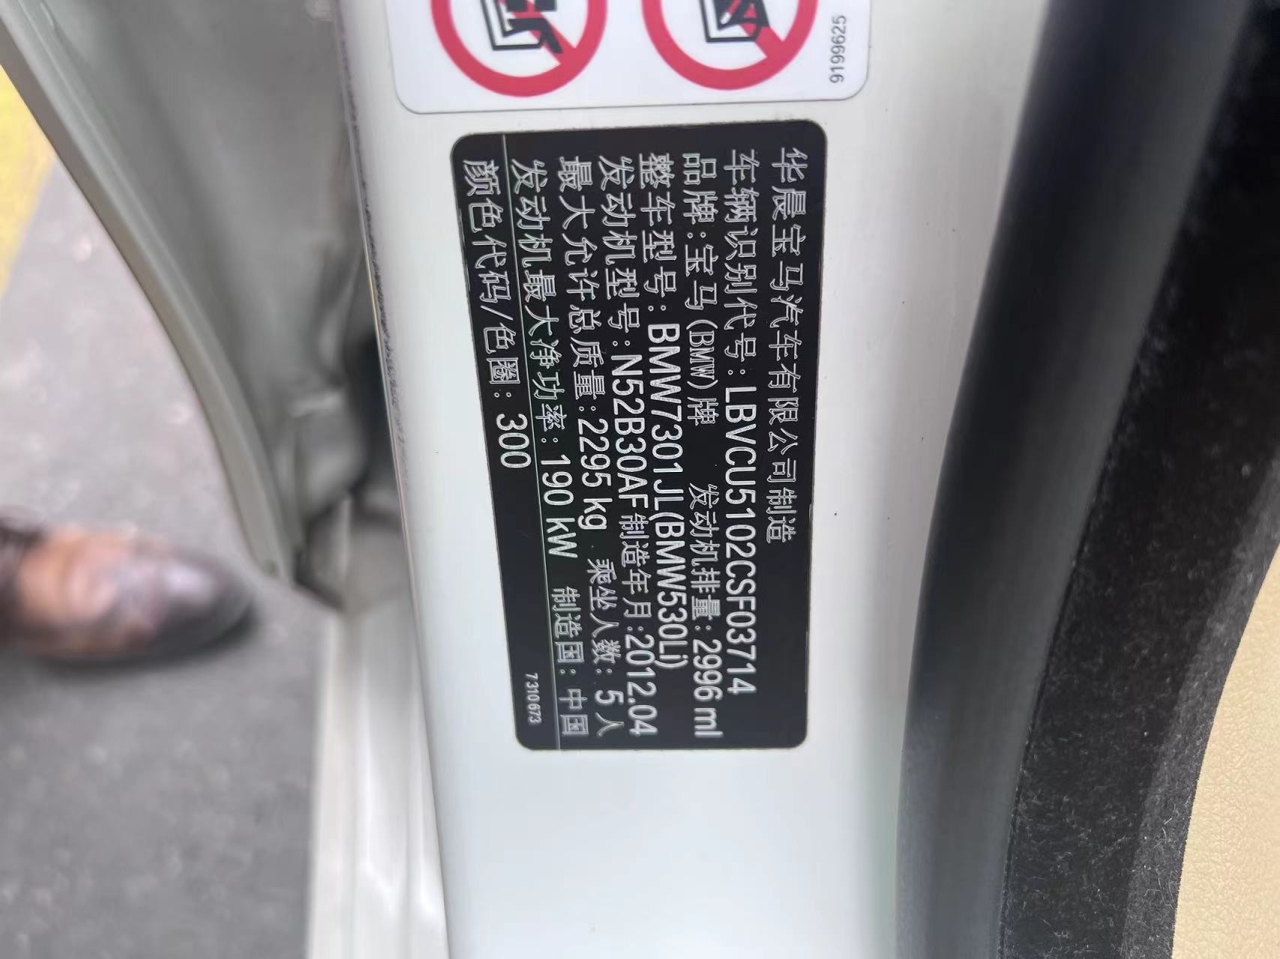 9199625
华晨宝马汽车有限公司制造
车辆识别代号:LBVCU5102CSF03714
品牌:宝马(BMW)牌 发动机排量:2996 ml
整车型号:BMW7301JL(BMW530Li)
发动机型号:N52B30AF 制造年月:2012.04
最大允许总质量:2295 kg 乘坐人数:5人
发动机最大净功率:190 kW 制造国:中国
颜色代码/色圈:300
7310673